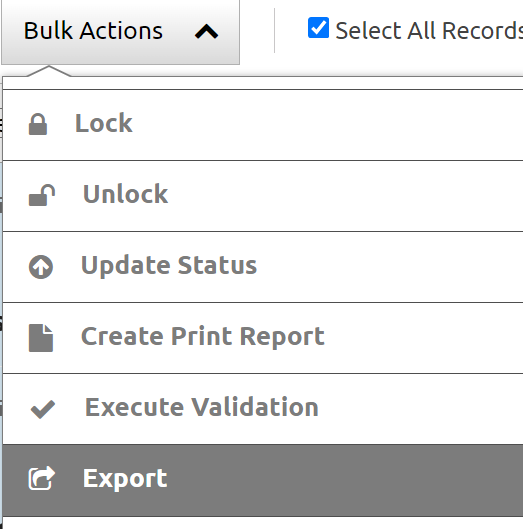 Bulk Actions
Select All Records
Lock
Unlock
Update Status
Create Print Report
Execute Validation
Export